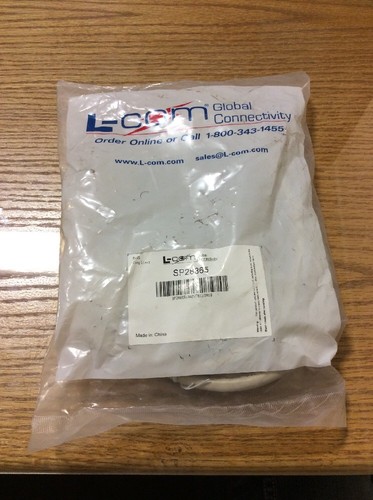 L-com® Global Connectivity
Order Online or Call 1-800-343-1455
www.L-com.com sales@L-com.com
L-com
SP28365
Made in: China